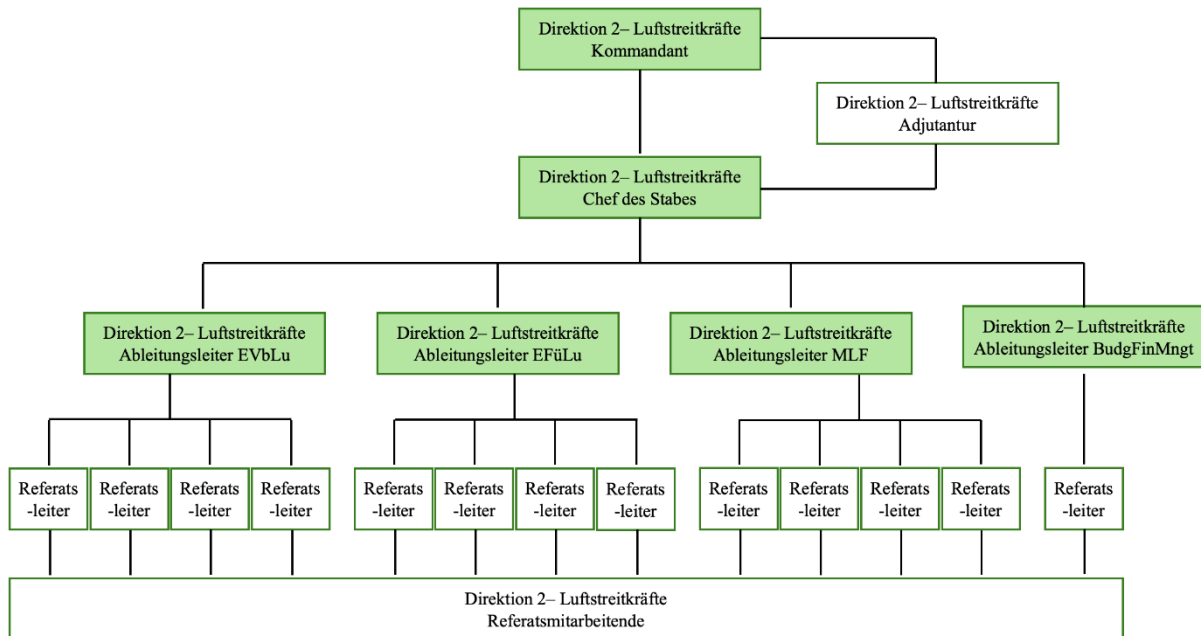 Direktion 2– Luftstreitkräfte
Kommandant
Direktion 2– Luftstreitkräfte
Adjutantur
Direktion 2– Luftstreitkräfte
Chef des Stabes
Direktion 2– Luftstreitkräfte
Ableitungsleiter EVbLu
Direktion 2– Luftstreitkräfte
Ableitungsleiter EFüLu
Direktion 2– Luftstreitkräfte
Ableitungsleiter MLF
Direktion 2– Luftstreitkräfte
Ableitungsleiter BudgFinMngt
Referats
-leiter
Referats
-leiter
Referats
-leiter
Referats
-leiter
Referats
-leiter
Referats
-leiter
Referats
-leiter
Referats
-leiter
Referats
-leiter
Referats
-leiter
Referats
-leiter
Referats
-leiter
Referats
-leiter
Direktion 2– Luftstreitkräfte
Referatsmitarbeitende